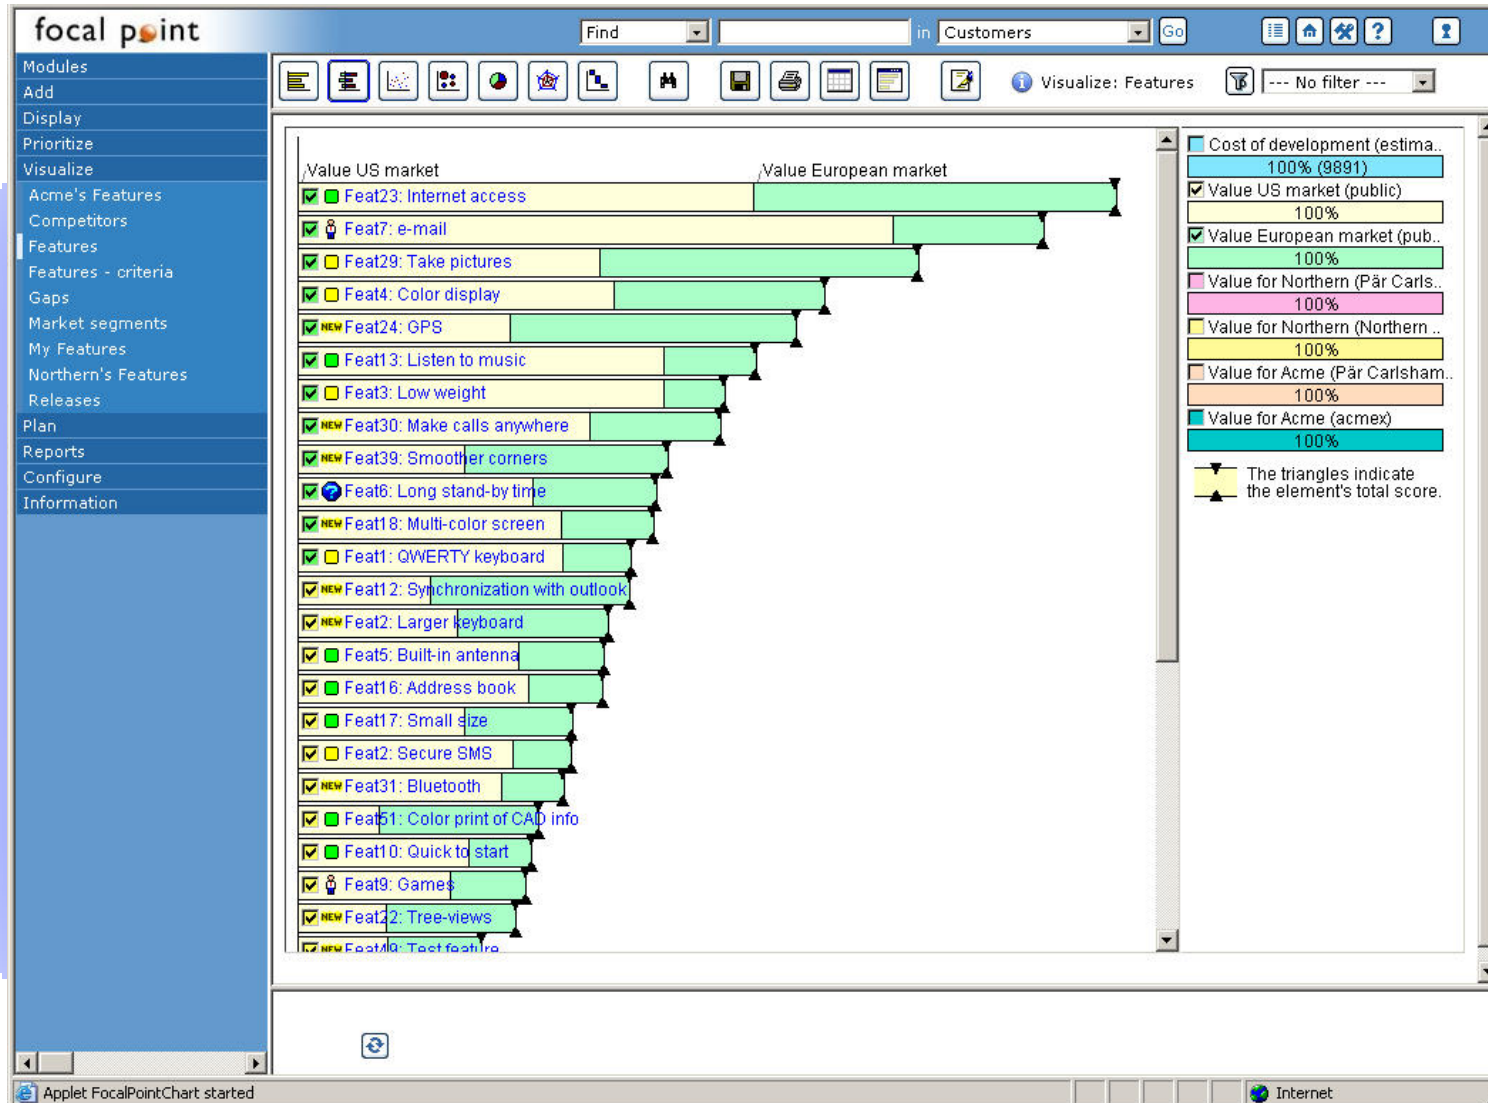 focal point
Find
in
Customers
Go
Modules
Add
Display
Prioritize
Visualize
Acme's Features
Competitors
Features
Features - criteria
Gaps
Market segments
My Features
Northern's Features
Releases
Plan
Reports
Configure
Information
Visualize: Features
--- No filter ---
Value US market
Value European market
Feat23: Internet access
Feat7: e-mail
Feat29: Take pictures
Feat4: Color display
NEW Feat24: GPS
Feat13: Listen to music
Feat3: Low weight
NEW Feat30: Make calls anywhere
NEW Feat39: Smoother corners
Feat6: Long stand-by time
NEW Feat18: Multi-color screen
Feat1: QWERTY keyboard
NEW Feat12: Synchronization with outlook
NEW Feat2: Larger keyboard
Feat5: Built-in antenna
Feat16: Address book
Feat17: Small size
Feat2: Secure SMS
NEW Feat31: Bluetooth
Feat51: Color print of CAD info
Feat10: Quick to start
Feat9: Games
NEW Feat22: Tree-views
NEW Feat49: Test feature
Cost of development (estima..
100% (9891)
Value US market (public)
100%
Value European market (pub..
100%
Value for Northern (Pär Carls..
100%
Value for Northern (Northern ..
100%
Value for Acme (Pär Carlsham..
100%
Value for Acme (acmex)
100%
The triangles indicate
the element's total score.
Applet FocalPointChart started
Internet